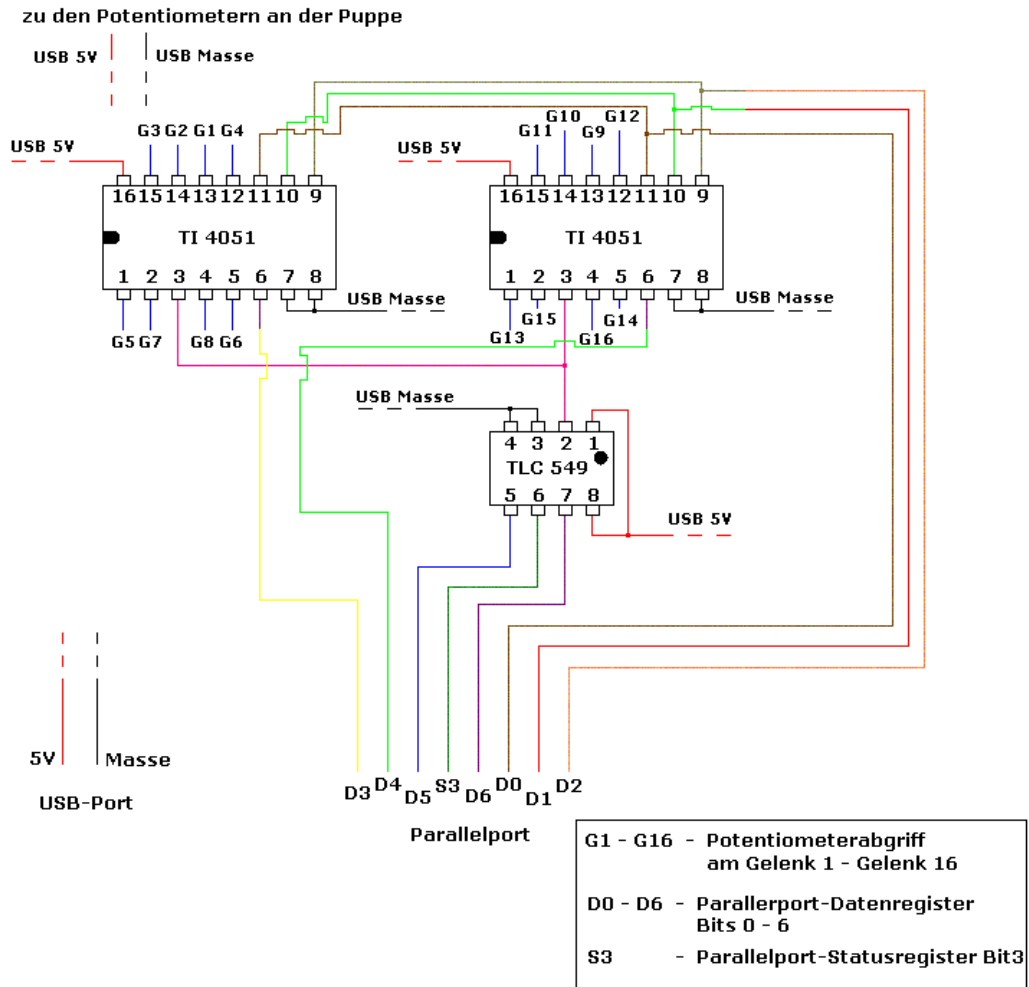 zu den Potentiometern an der Puppe
USB 5V USB Masse
G10
G3 G2 G1 G4 G11 G9 G12
USB 5V USB 5V
16 15 14 13 12 11 10 9 16 15 14 13 12 11 10 9
TI 4051 TI 4051
1 2 3 4 5 6 7 8 1 2 3 4 5 6 7 8
USB Masse USB Masse
G15 G14
G5 G7 G8 G6 G13 G16
USB Masse
4 3 2 1
TLC 549
5 6 7 8
USB 5V
5V Masse
USB-Port
D3 D4 D5 S3 D6 D0 D1 D2
Parallelport
G1 - G16 - Potentiometerabgriff
am Gelenk 1 - Gelenk 16
D0 - D6 - Parallerport-Datenregister
Bits 0 - 6
S3 - Parallelport-Statusregister Bit3